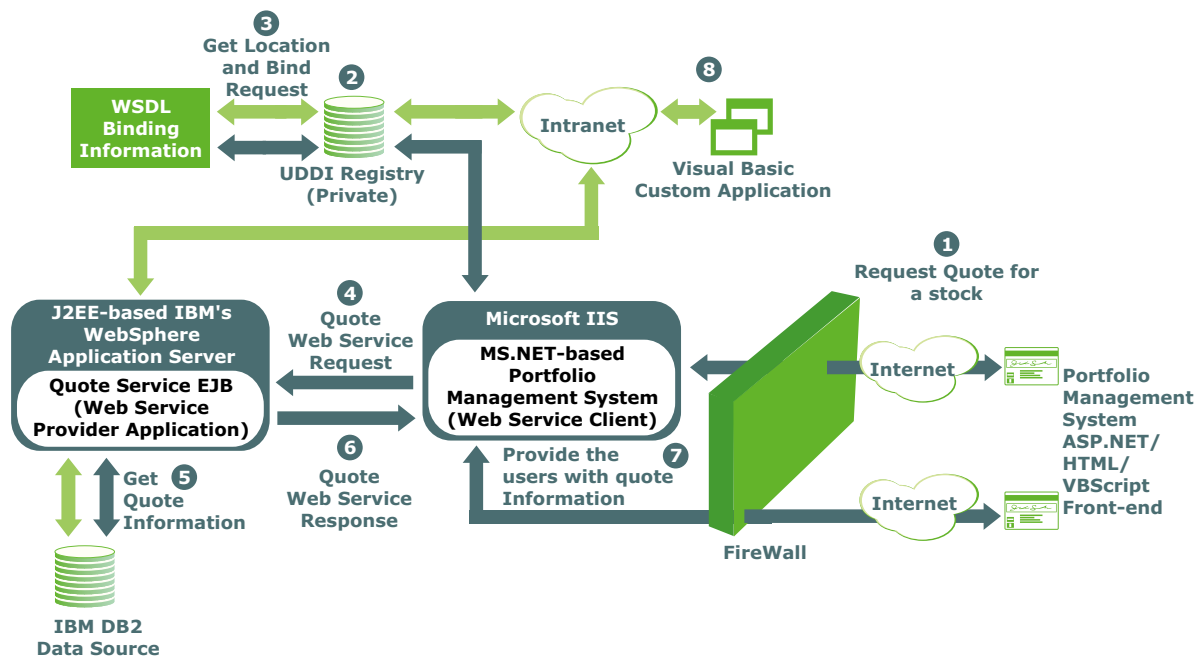 3
Get Location
and Bind
Request
2
8
WSDL
Binding
Information
Intranet
UDDI Registry
(Private)
Visual Basic
Custom Application
1
Request Quote for
a stock
J2EE-based IBM's
WebSphere
Application Server
Quote Service EJB
(Web Service
Provider Application)
4
Quote
Web Service
Request
Microsoft IIS
MS.NET-based
Portfolio
Management System
(Web Service Client)
Internet
Portfolio
Management
System
ASP.NET/
HTML/
VBScript
Front-end
6
Quote
Web Service
Response
7
Provide the
users with quote
Information
Internet
FireWall
5
Get
Quote
Information
IBM DB2
Data Source